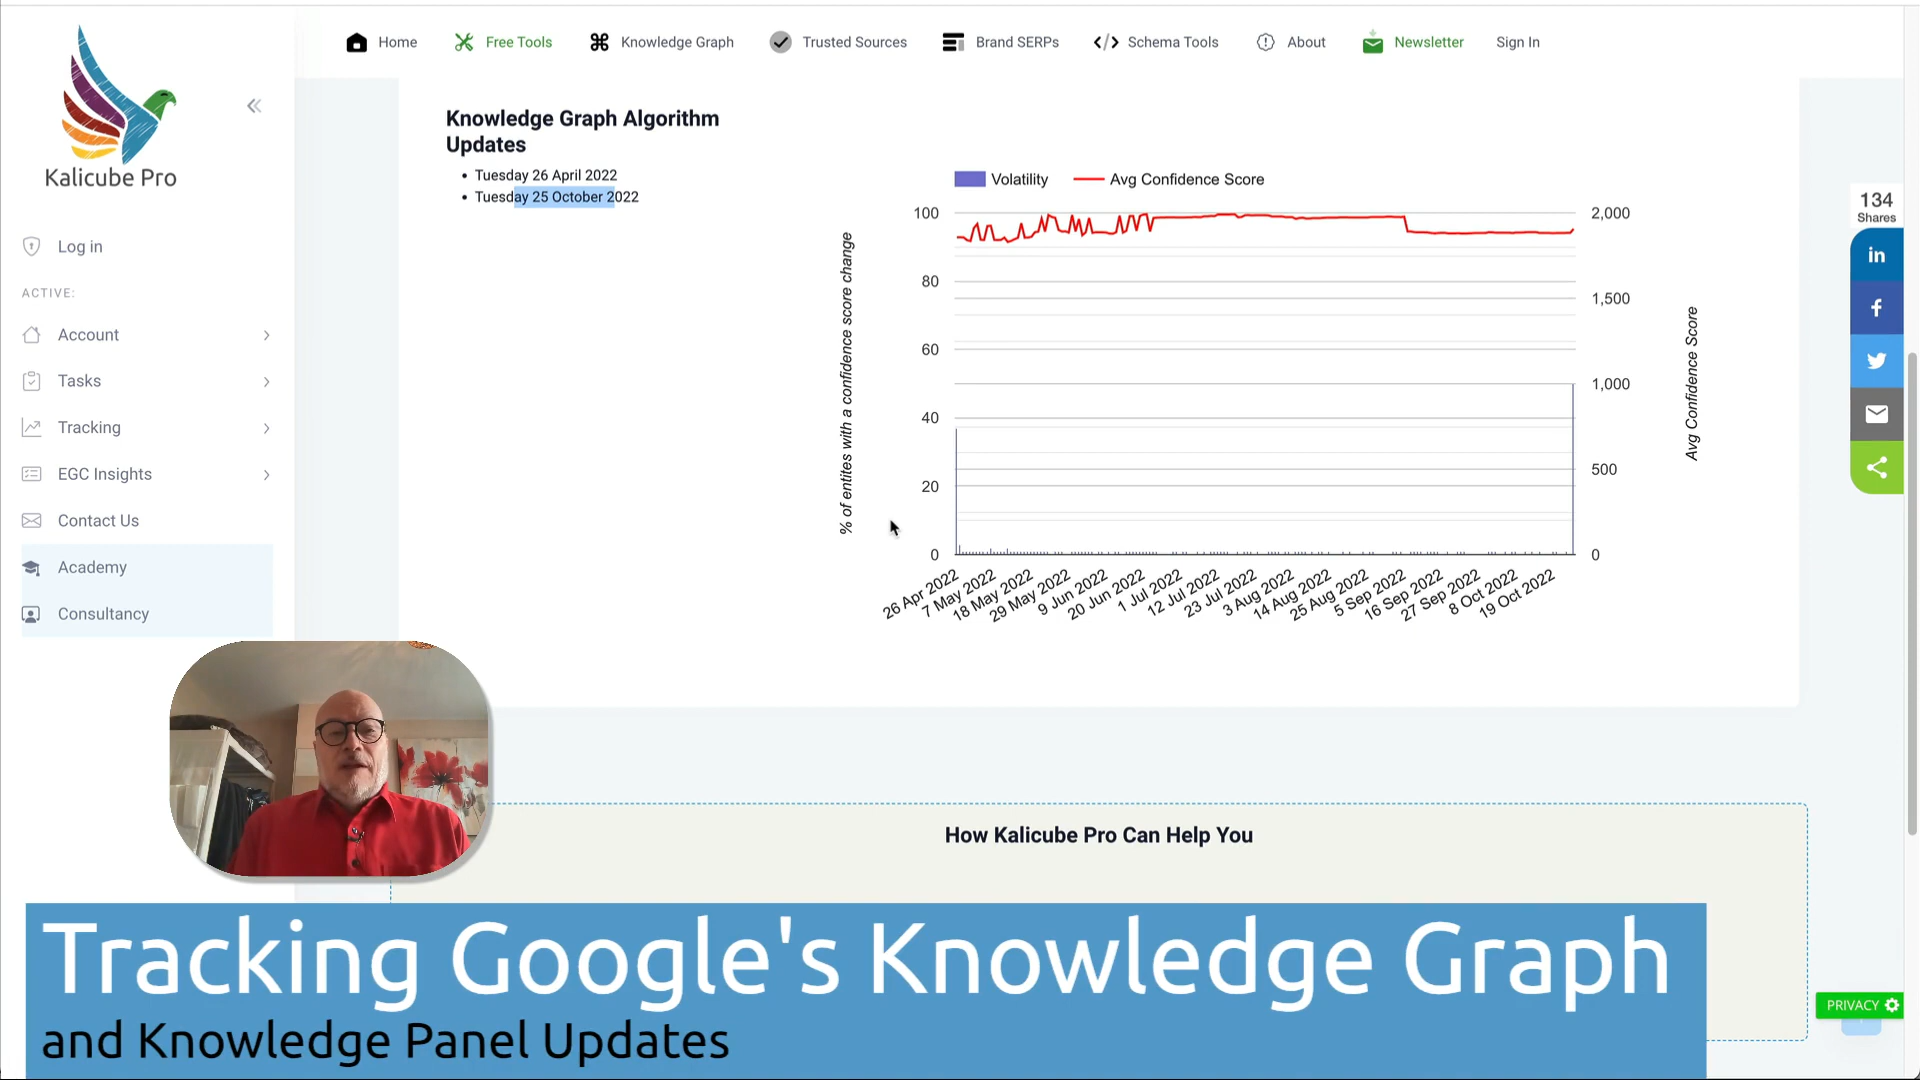 Kalicube Pro
Home
Free Tools
Knowledge Graph
Trusted Sources
Brand SERPs
Schema Tools
About
Newsletter
Sign In
Log in
ACTIVE:
Account
Tasks
Tracking
EGC Insights
Contact Us
Academy
Consultancy
Knowledge Graph Algorithm
Updates
• Tuesday 26 April 2022
• Tuesday 25 October 2022
Volatility
Avg Confidence Score
% of entites with a confidence score change
100
80
60
40
20
0
2,000
1,500
1,000
500
0
Avg Confidence Score
26 Apr 2022
7 May 2022
18 May 2022
29 May 2022
9 Jun 2022
20 Jun 2022
1 Jul 2022
12 Jul 2022
23 Jul 2022
3 Aug 2022
14 Aug 2022
25 Aug 2022
5 Sep 2022
16 Sep 2022
27 Sep 2022
8 Oct 2022
19 Oct 2022
134
Shares
in
f
How Kalicube Pro Can Help You
Tracking Google's Knowledge Graph
and Knowledge Panel Updates
PRIVACY